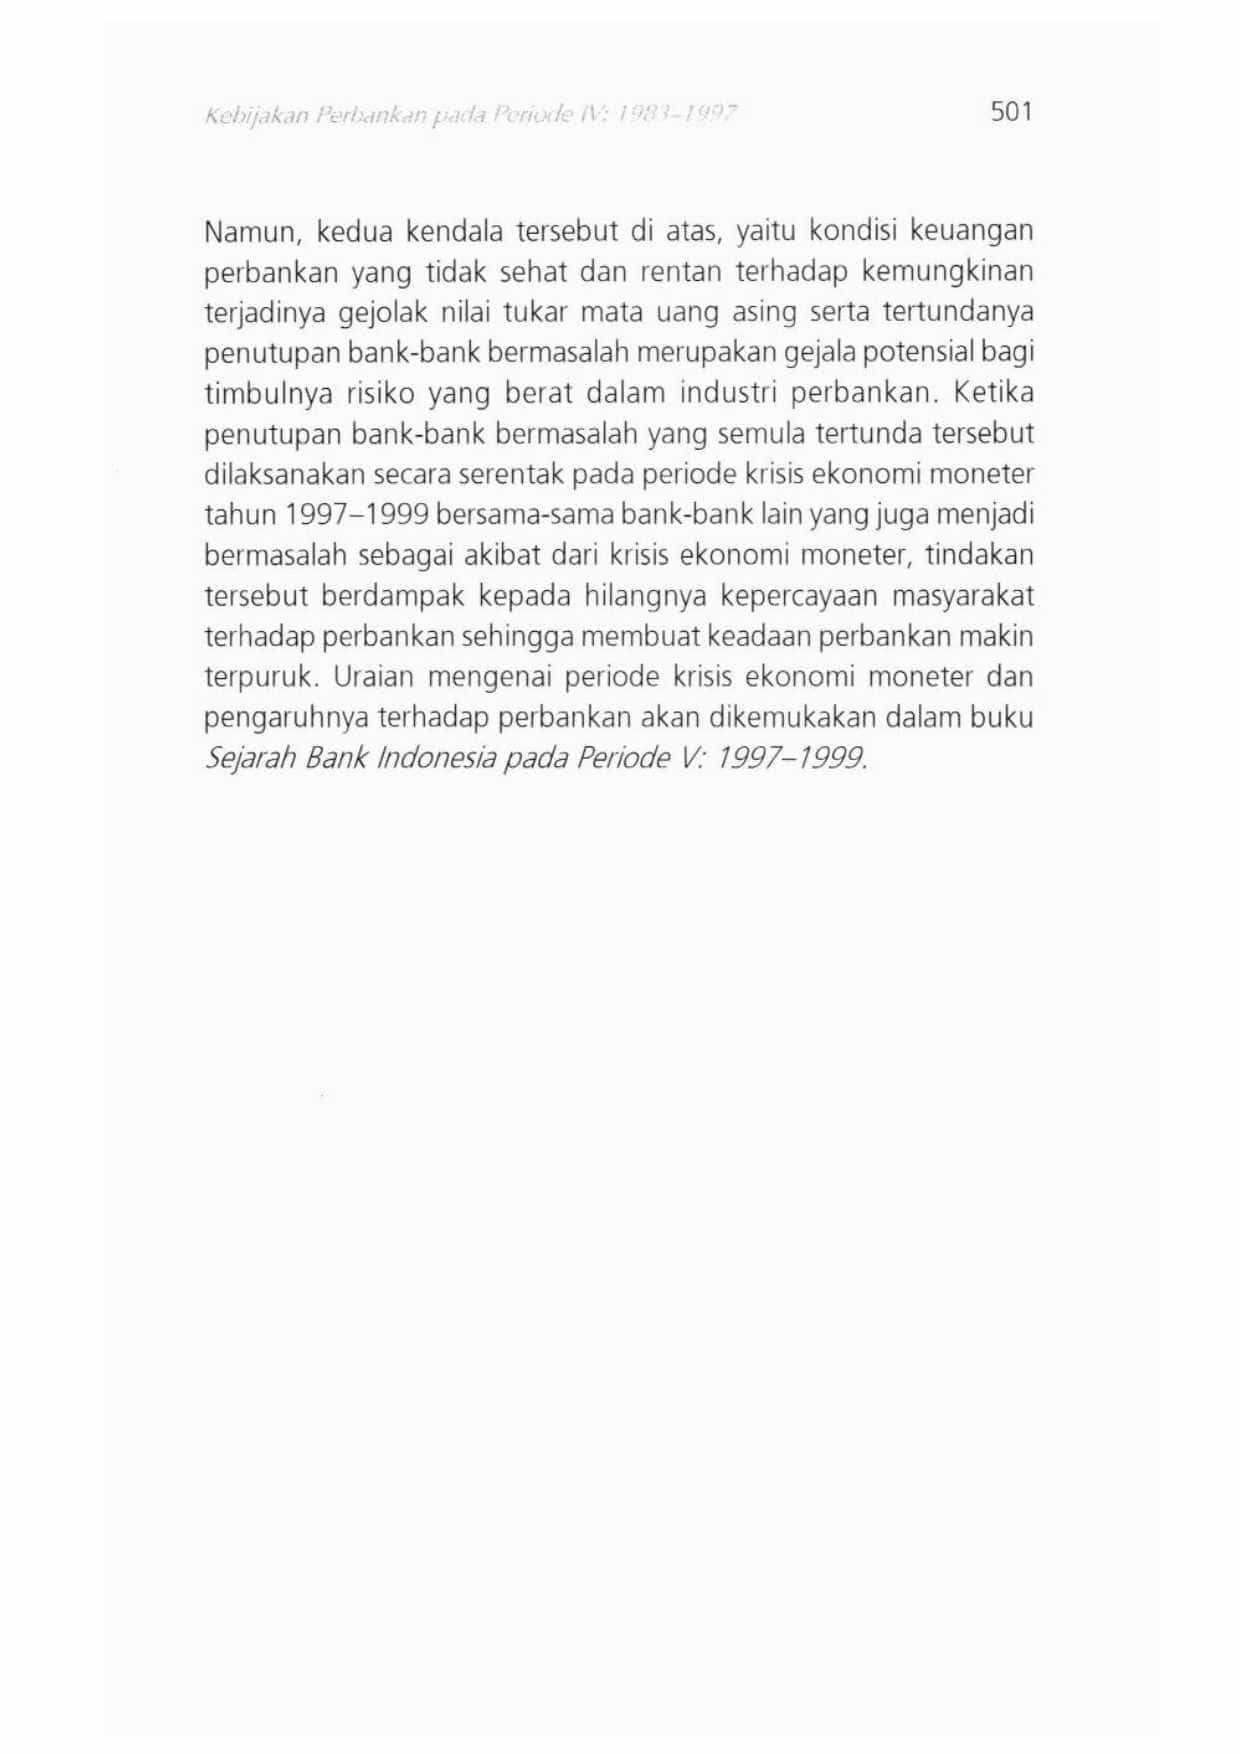 Kebijakan Perbankan pada Periode IV: 1983–1997 501
Namun, kedua kendala tersebut di atas, yaitu kondisi keuangan
perbankan yang tidak sehat dan rentan terhadap kemungkinan
terjadinya gejolak nilai tukar mata uang asing serta tertundanya
penutupan bank-bank bermasalah merupakan gejala potensial bagi
timbulnya risiko yang berat dalam industri perbankan. Ketika
penutupan bank-bank bermasalah yang semula tertunda tersebut
dilaksanakan secara serentak pada periode krisis ekonomi moneter
tahun 1997–1999 bersama-sama bank-bank lain yang juga menjadi
bermasalah sebagai akibat dari krisis ekonomi moneter, tindakan
tersebut berdampak kepada hilangnya kepercayaan masyarakat
terhadap perbankan sehingga membuat keadaan perbankan makin
terpuruk. Uraian mengenai periode krisis ekonomi moneter dan
pengaruhnya terhadap perbankan akan dikemukakan dalam buku
Sejarah Bank Indonesia pada Periode V: 1997–1999.